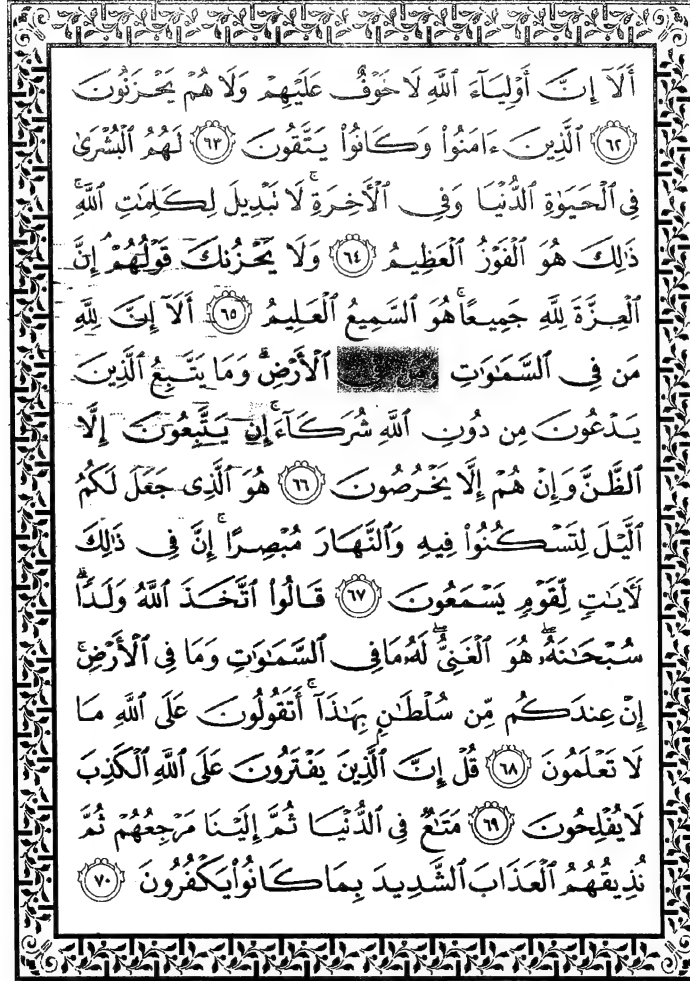 أَلَآ إِنَّ أَوْلِيَآءَ ٱللَّهِ لَا خَوْفٌ عَلَيْهِمْ وَلَا هُمْ يَحْزَنُونَ
٦٢ ٱلَّذِينَ ءَامَنُوا۟ وَكَانُوا۟ يَتَّقُونَ ٦٣ لَهُمُ ٱلْبُشْرَىٰ
فِى ٱلْحَيَوٰةِ ٱلدُّنْيَا وَفِى ٱلْأَخِرَةِ ۚ لَا تَبْدِيلَ لِكَلِمَٰتِ ٱللَّهِ ۚ
ذَٰلِكَ هُوَ ٱلْفَوْزُ ٱلْعَظِيمُ ٦٤ وَلَا يَحْزُنكَ قَوْلُهُمْ ۘ إِنَّ
ٱلْعِزَّةَ لِلَّهِ جَمِيعًا ۚ هُوَ ٱلسَّمِيعُ ٱلْعَلِيمُ ٦٥ أَلَآ إِنَّ لِلَّهِ
مَن فِى ٱلسَّمَٰوَٰتِ وَمَن فِى ٱلْأَرْضِ ۗ وَمَا يَتَّبِعُ ٱلَّذِينَ
يَدْعُونَ مِن دُونِ ٱللَّهِ شُرَكَآءَ ۚ إِن يَتَّبِعُونَ إِلَّا
ٱلظَّنَّ وَإِنْ هُمْ إِلَّا يَخْرُصُونَ ٦٦ هُوَ ٱلَّذِى جَعَلَ لَكُمُ
ٱلَّيْلَ لِتَسْكُنُوا۟ فِيهِ وَٱلنَّهَارَ مُبْصِرًا ۚ إِنَّ فِى ذَٰلِكَ
لَأَيَٰتٍ لِّقَوْمٍ يَسْمَعُونَ ٦٧ قَالُوا۟ ٱتَّخَذَ ٱللَّهُ وَلَدًا ۗ
سُبْحَٰنَهُۥ ۖ هُوَ ٱلْغَنِىُّ ۖ لَهُۥ مَا فِى ٱلسَّمَٰوَٰتِ وَمَا فِى ٱلْأَرْضِ ۚ
إِنْ عِندَكُم مِّن سُلْطَٰنٍۭ بِهَٰذَآ ۚ أَتَقُولُونَ عَلَى ٱللَّهِ مَا
لَا تَعْلَمُونَ ٦٨ قُلْ إِنَّ ٱلَّذِينَ يَفْتَرُونَ عَلَى ٱللَّهِ ٱلْكَذِبَ
لَا يُفْلِحُونَ ٦٩ مَتَٰعٌ فِى ٱلدُّنْيَا ثُمَّ إِلَيْنَا مَرْجِعُهُمْ ثُمَّ
نُذِيقُهُمُ ٱلْعَذَابَ ٱلشَّدِيدَ بِمَا كَانُوا۟ يَكْفُرُونَ ٧٠